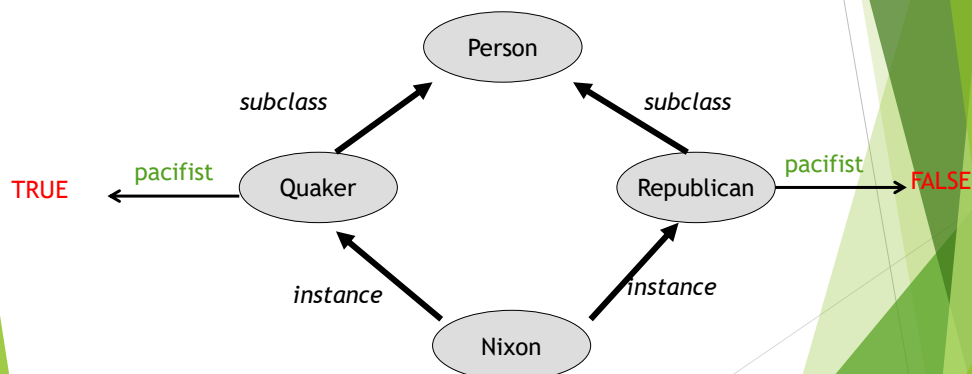 Person
subclass
subclass
pacifist
pacifist
TRUE
Quaker
Republican
FALSE
instance
instance
Nixon